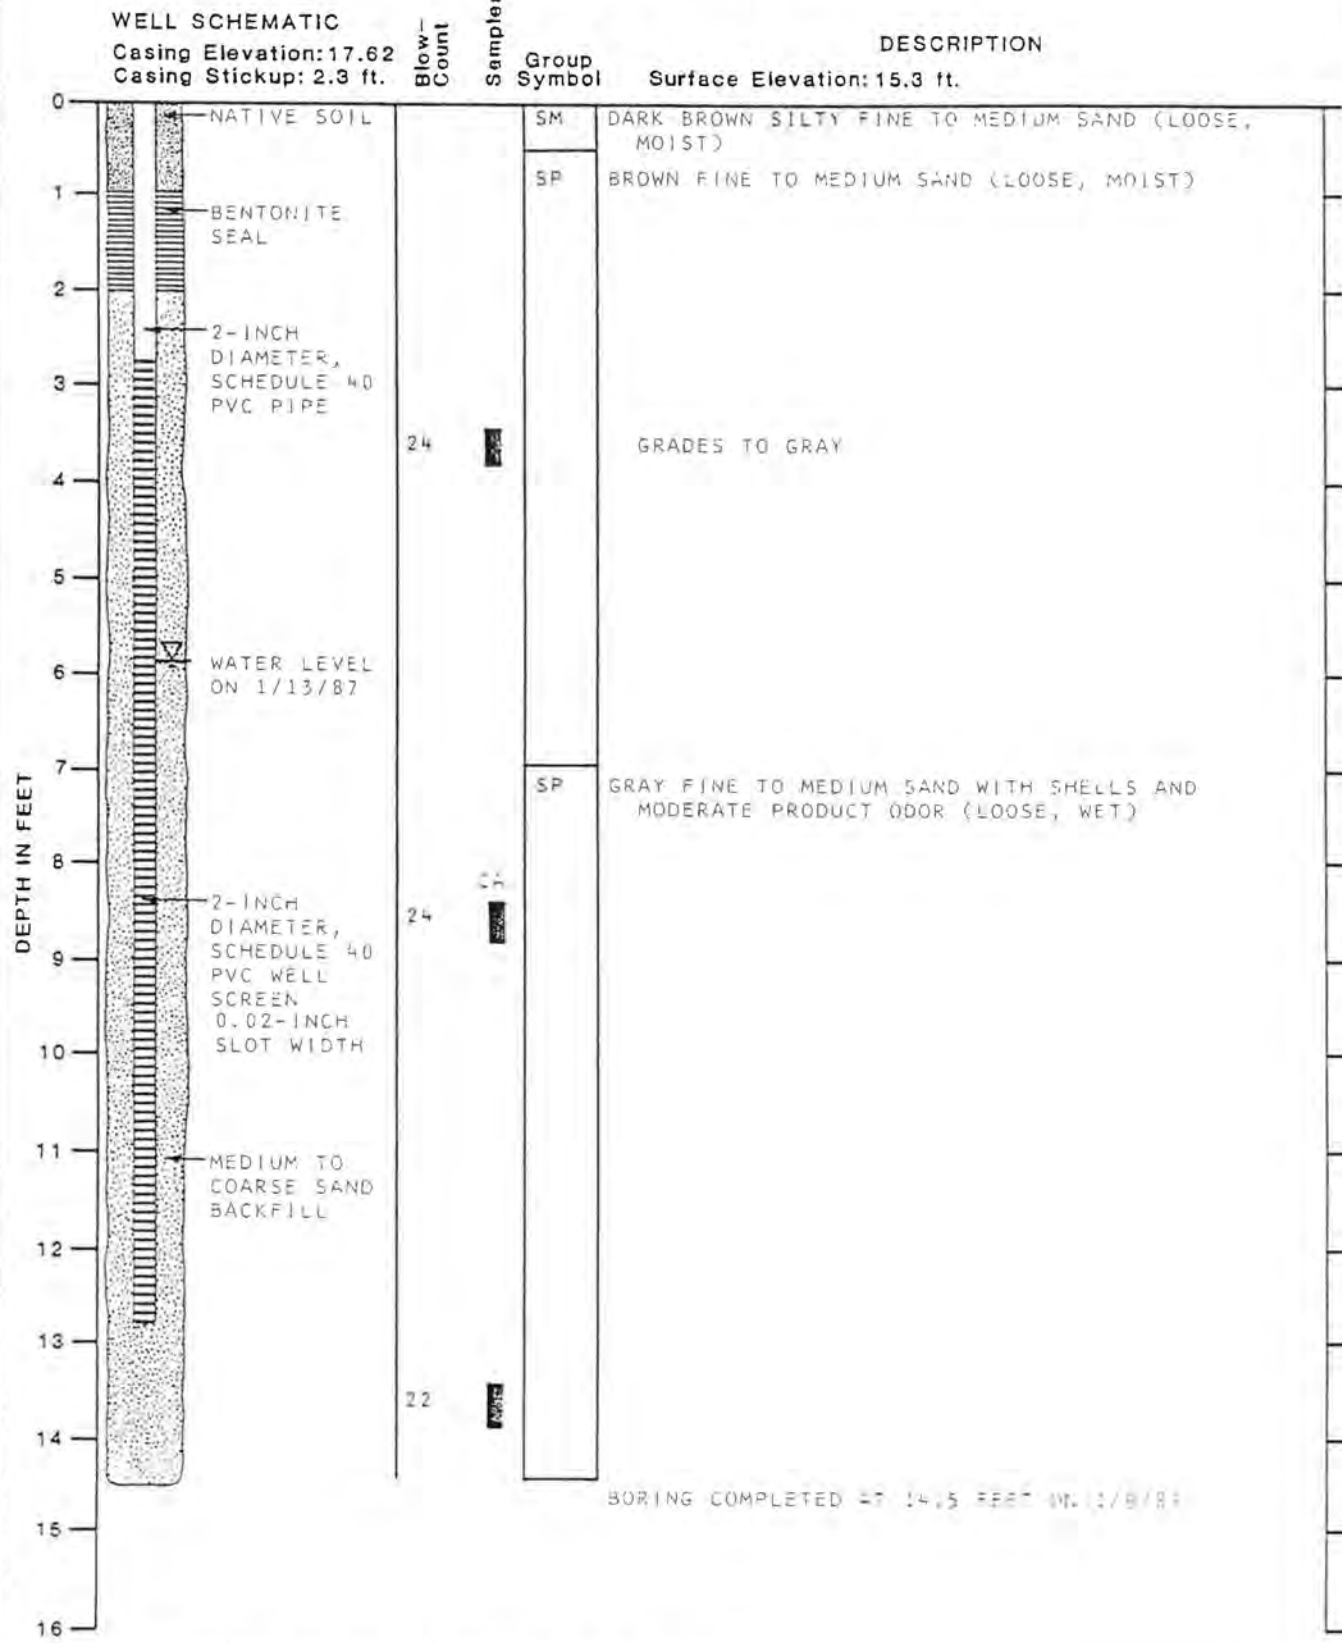 WELL SCHEMATIC
Casing Elevation: 17.62
Casing Stickup: 2.3 ft.
Blow-
Count
Samples
Group
Symbol
DESCRIPTION
Surface Elevation: 15.3 ft.
DEPTH IN FEET
0
1
2
3
4
5
6
7
8
9
10
11
12
13
14
15
16
NATIVE SOIL
BENTONITE
SEAL
2-INCH
DIAMETER,
SCHEDULE 40
PVC PIPE
WATER LEVEL
ON 1/13/87
2-INCH
DIAMETER,
SCHEDULE 40
PVC WELL
SCREEN
0.02-INCH
SLOT WIDTH
MEDIUM TO
COARSE SAND
BACKFILL
24
24
22
SM
DARK BROWN SILTY FINE TO MEDIUM SAND (LOOSE,
MOIST)
SP
BROWN FINE TO MEDIUM SAND (LOOSE, MOIST)
GRADES TO GRAY
SP
GRAY FINE TO MEDIUM SAND WITH SHELLS AND
MODERATE PRODUCT ODOR (LOOSE, WET)
BORING COMPLETED AT 14.5 FEET ON